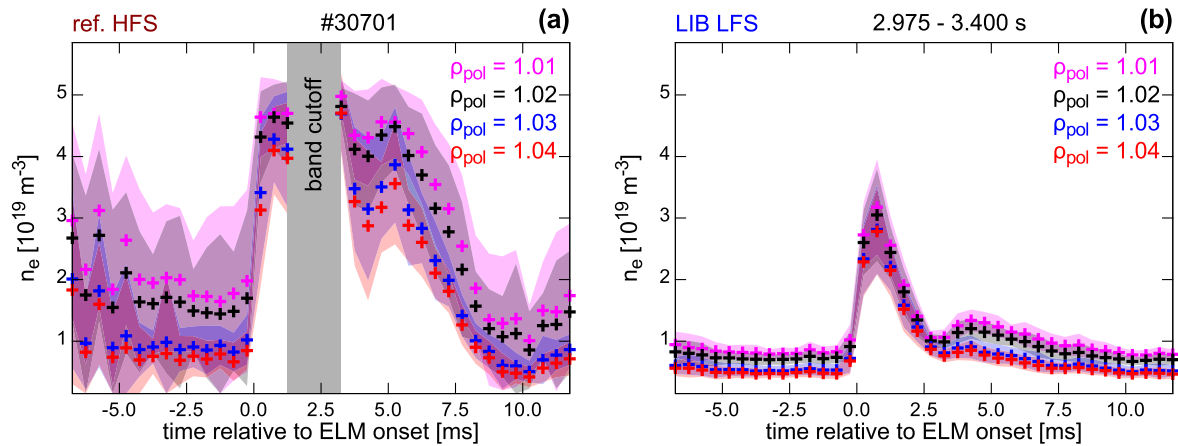 ref. HFS #30701 (a)
ρpol = 1.01
ρpol = 1.02
ρpol = 1.03
ρpol = 1.04
band cutoff
5
4
3
2
1
ne [10^19 m^-3]
-5.0 -2.5 0.0 2.5 5.0 7.5 10.0
time relative to ELM onset [ms]
LIB LFS 2.975 - 3.400 s (b)
ρpol = 1.01
ρpol = 1.02
ρpol = 1.03
ρpol = 1.04
5
4
3
2
1
ne [10^19 m^-3]
-5.0 -2.5 0.0 2.5 5.0 7.5 10.0
time relative to ELM onset [ms]